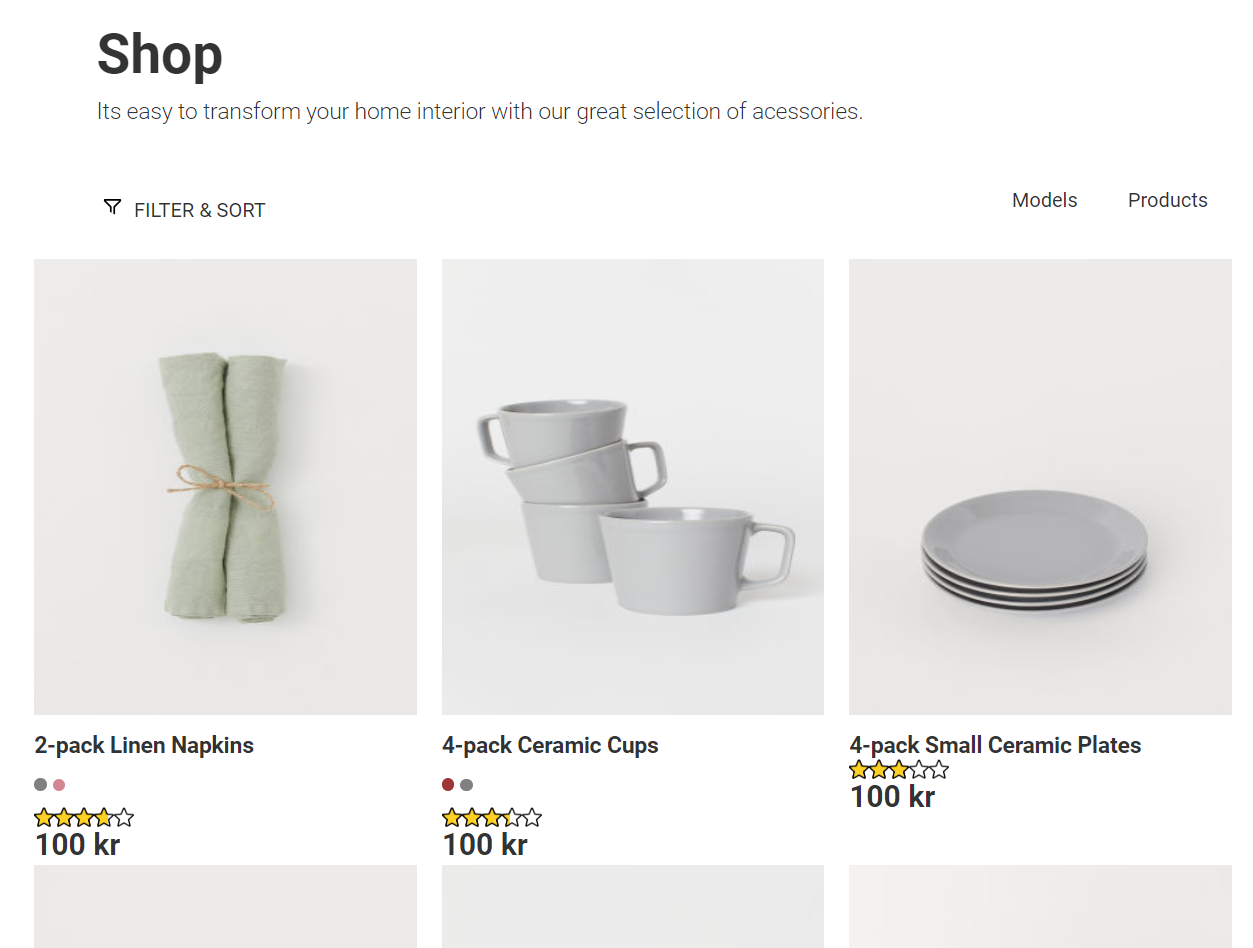 Shop
Its easy to transform your home interior with our great selection of acessories.
FILTER & SORT
Models
Products
2-pack Linen Napkins
100 kr
4-pack Ceramic Cups
100 kr
4-pack Small Ceramic Plates
100 kr